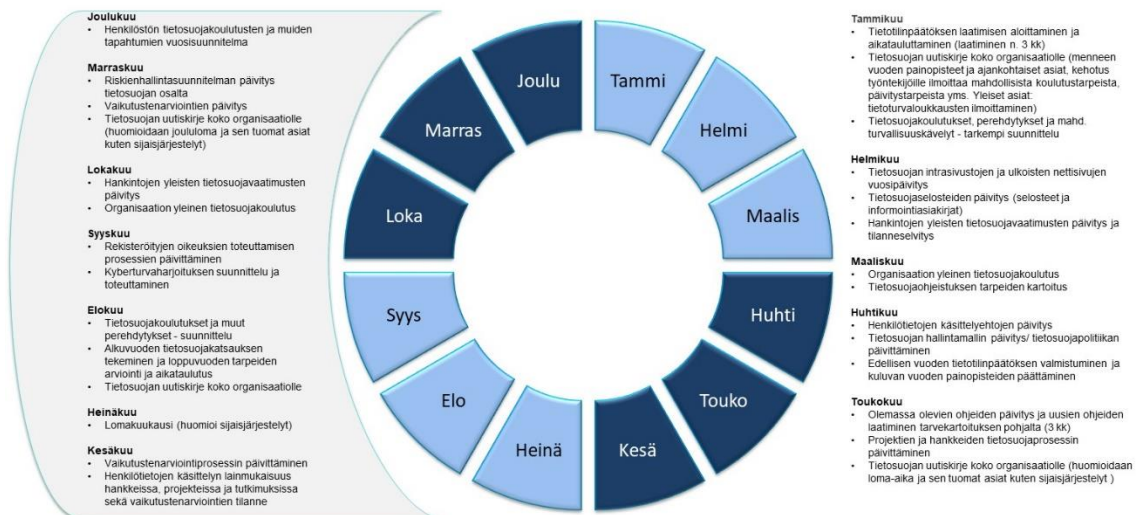 Joulukuu
• Henkilöstön tietosuojakoulutusten ja muiden
tapahtumien vuosisuunnitelma
Marraskuu
• Riskienhallintasuunnitelman päivitys
tietosuojan osalta
• Vaikutustenarviointien päivitys
• Tietosuojan uutiskirje koko organisaatiolle
(huomioidaan joululoma ja sen tuomat asiat
kuten sijaisjärjestelyt)
Lokakuu
• Hankintojen yleisten tietosuojavaatimusten
päivitys
• Organisaation yleinen tietosuojakoulutus
Syyskuu
• Rekisteröityjen oikeuksien toteuttamisen
prosessien päivittäminen
• Kyberturvaharjoituksen suunnittelu ja
toteuttaminen
Elokuu
• Tietosuojakoulutukset ja muut
perehdytykset - suunnittelu
• Alkuvuoden tietosuojakatsauksen
tekeminen ja loppuvuoden tarpeiden
arviointi ja aikataulutus
• Tietosuojan uutiskirje koko organisaatiolle
Heinäkuu
• Lomakuukausi (huomioi sijaisjärjestelyt)
Kesäkuu
• Vaikutustenarviointiprosessin päivittäminen
• Henkilötietojen käsittelyn lainmukaisuus
hankkeissa, projekteissa ja tutkimuksissa
sekä vaikutustenarviointien tilanne
Joulu
Tammi
Marras
Helmi
Loka
Maalis
Syys
Huhti
Elo
Touko
Heinä
Kesä
Tammikuu
• Tietotilinpäätöksen laatimisen aloittaminen ja
aikatauluttaminen (laatiminen n. 3 kk)
• Tietosuojan uutiskirje koko organisaatiolle (menneen
vuoden painopisteet ja ajankohtaiset asiat, kehotus
työntekijöille ilmoittaa mahdollisista koulutustarpeista,
päivitystarpeista yms. Yleiset asiat:
tietoturvaloukkausten ilmoittaminen)
• Tietosuojakoulutukset, perehdytykset ja mahd.
turvallisuuskävelyt - tarkempi suunnittelu
Helmikuu
• Tietosuojan intrasivustojen ja ulkoisten nettisivujen
vuosipäivitys
• Tietosuojaselosteiden päivitys (selosteet ja
informointiasiakirjat)
• Hankintojen yleisten tietosuojavaatimusten päivitys ja
tilanneselvitys
Maaliskuu
• Organisaation yleinen tietosuojakoulutus
• Tietosuojaohjeistuksen tarpeiden kartoitus
Huhtikuu
• Henkilötietojen käsittelyehtojen päivitys
• Tietosuojan hallintamallin päivitys/ tietosuojapolitiikan
päivittäminen
• Edellisen vuoden tietotilinpäätöksen valmistuminen ja
kuluvan vuoden painopisteiden päättäminen
Toukokuu
• Olemassa olevien ohjeiden päivitys ja uusien ohjeiden
laatiminen tarvekartoituksen pohjalta (3 kk)
• Projektien ja hankkeiden tietosuojaprosessin
päivittäminen
• Tietosuojan uutiskirje koko organisaatiolle (huomioidaan
loma-aika ja sen tuomat asiat kuten sijaisjärjestelyt )